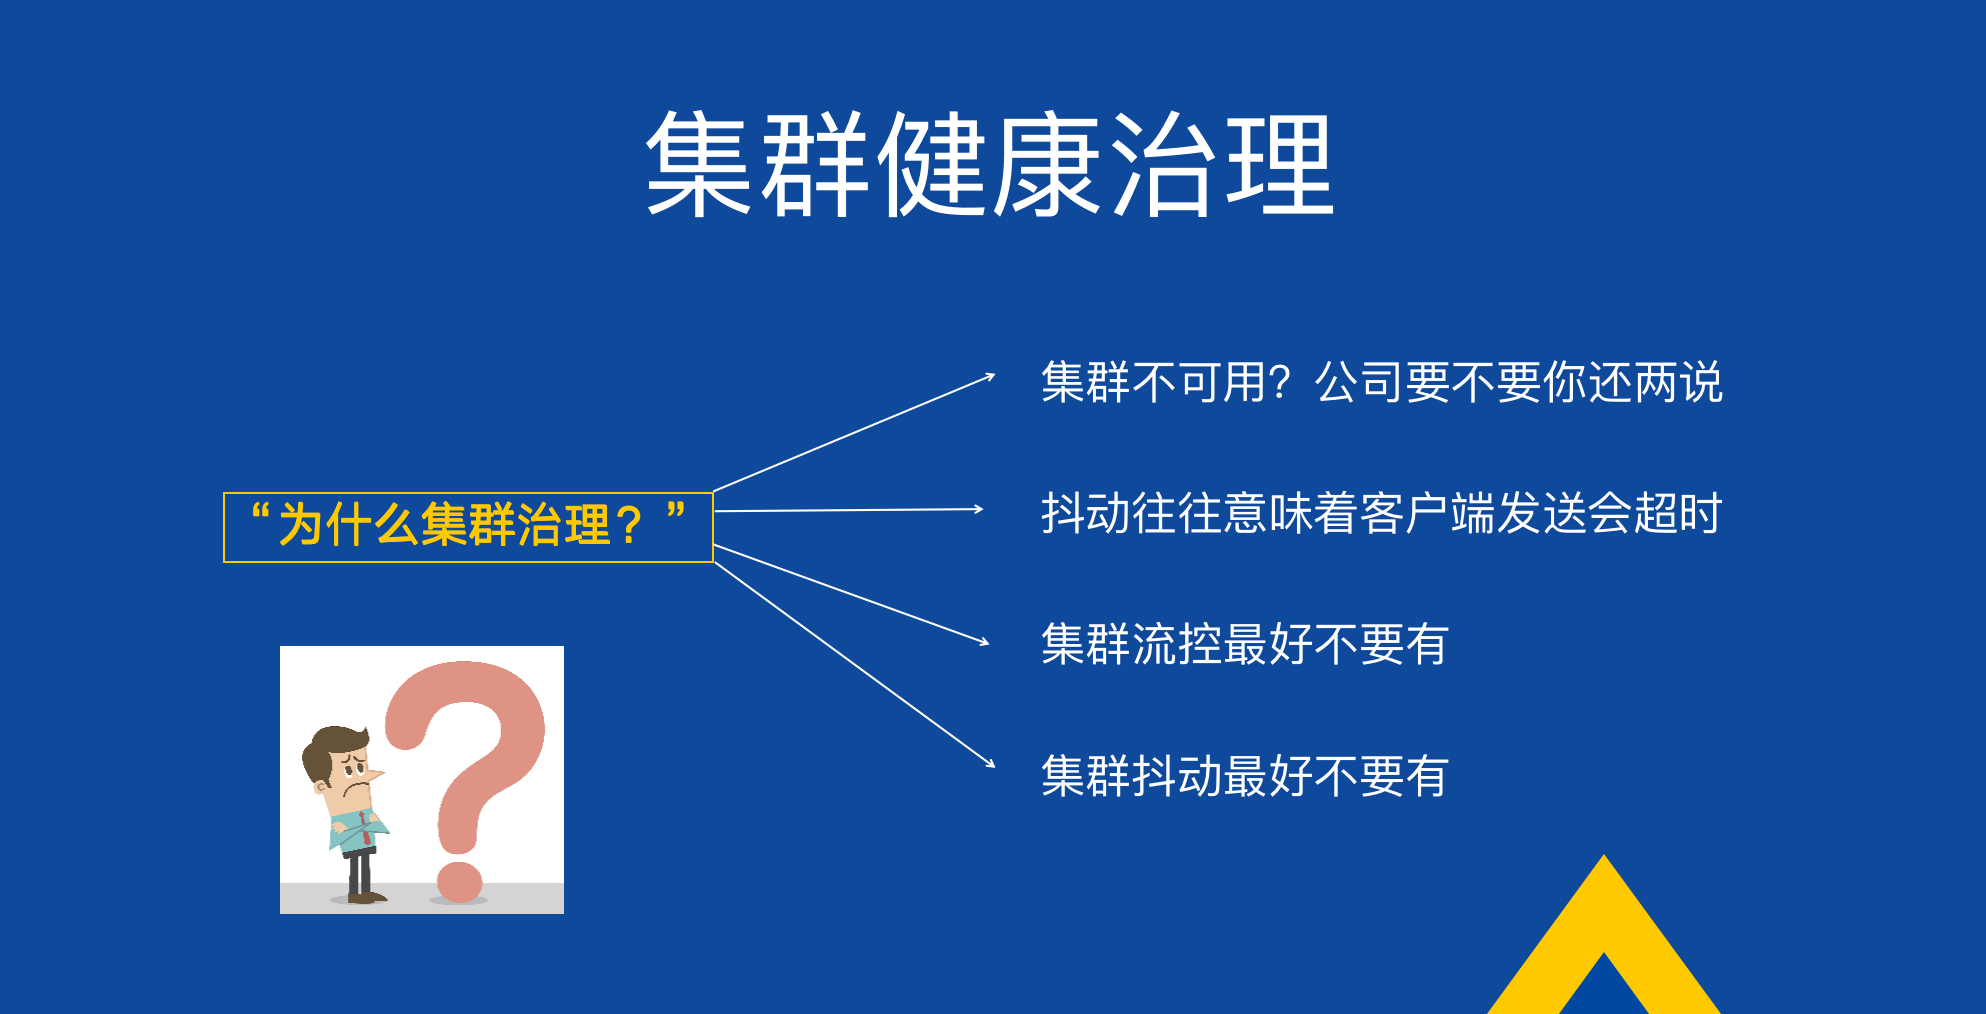 集群健康治理
集群不可用？公司要不要你还两说
“为什么集群治理？”
抖动往往意味着客户端发送会超时
集群流控最好不要有
集群抖动最好不要有